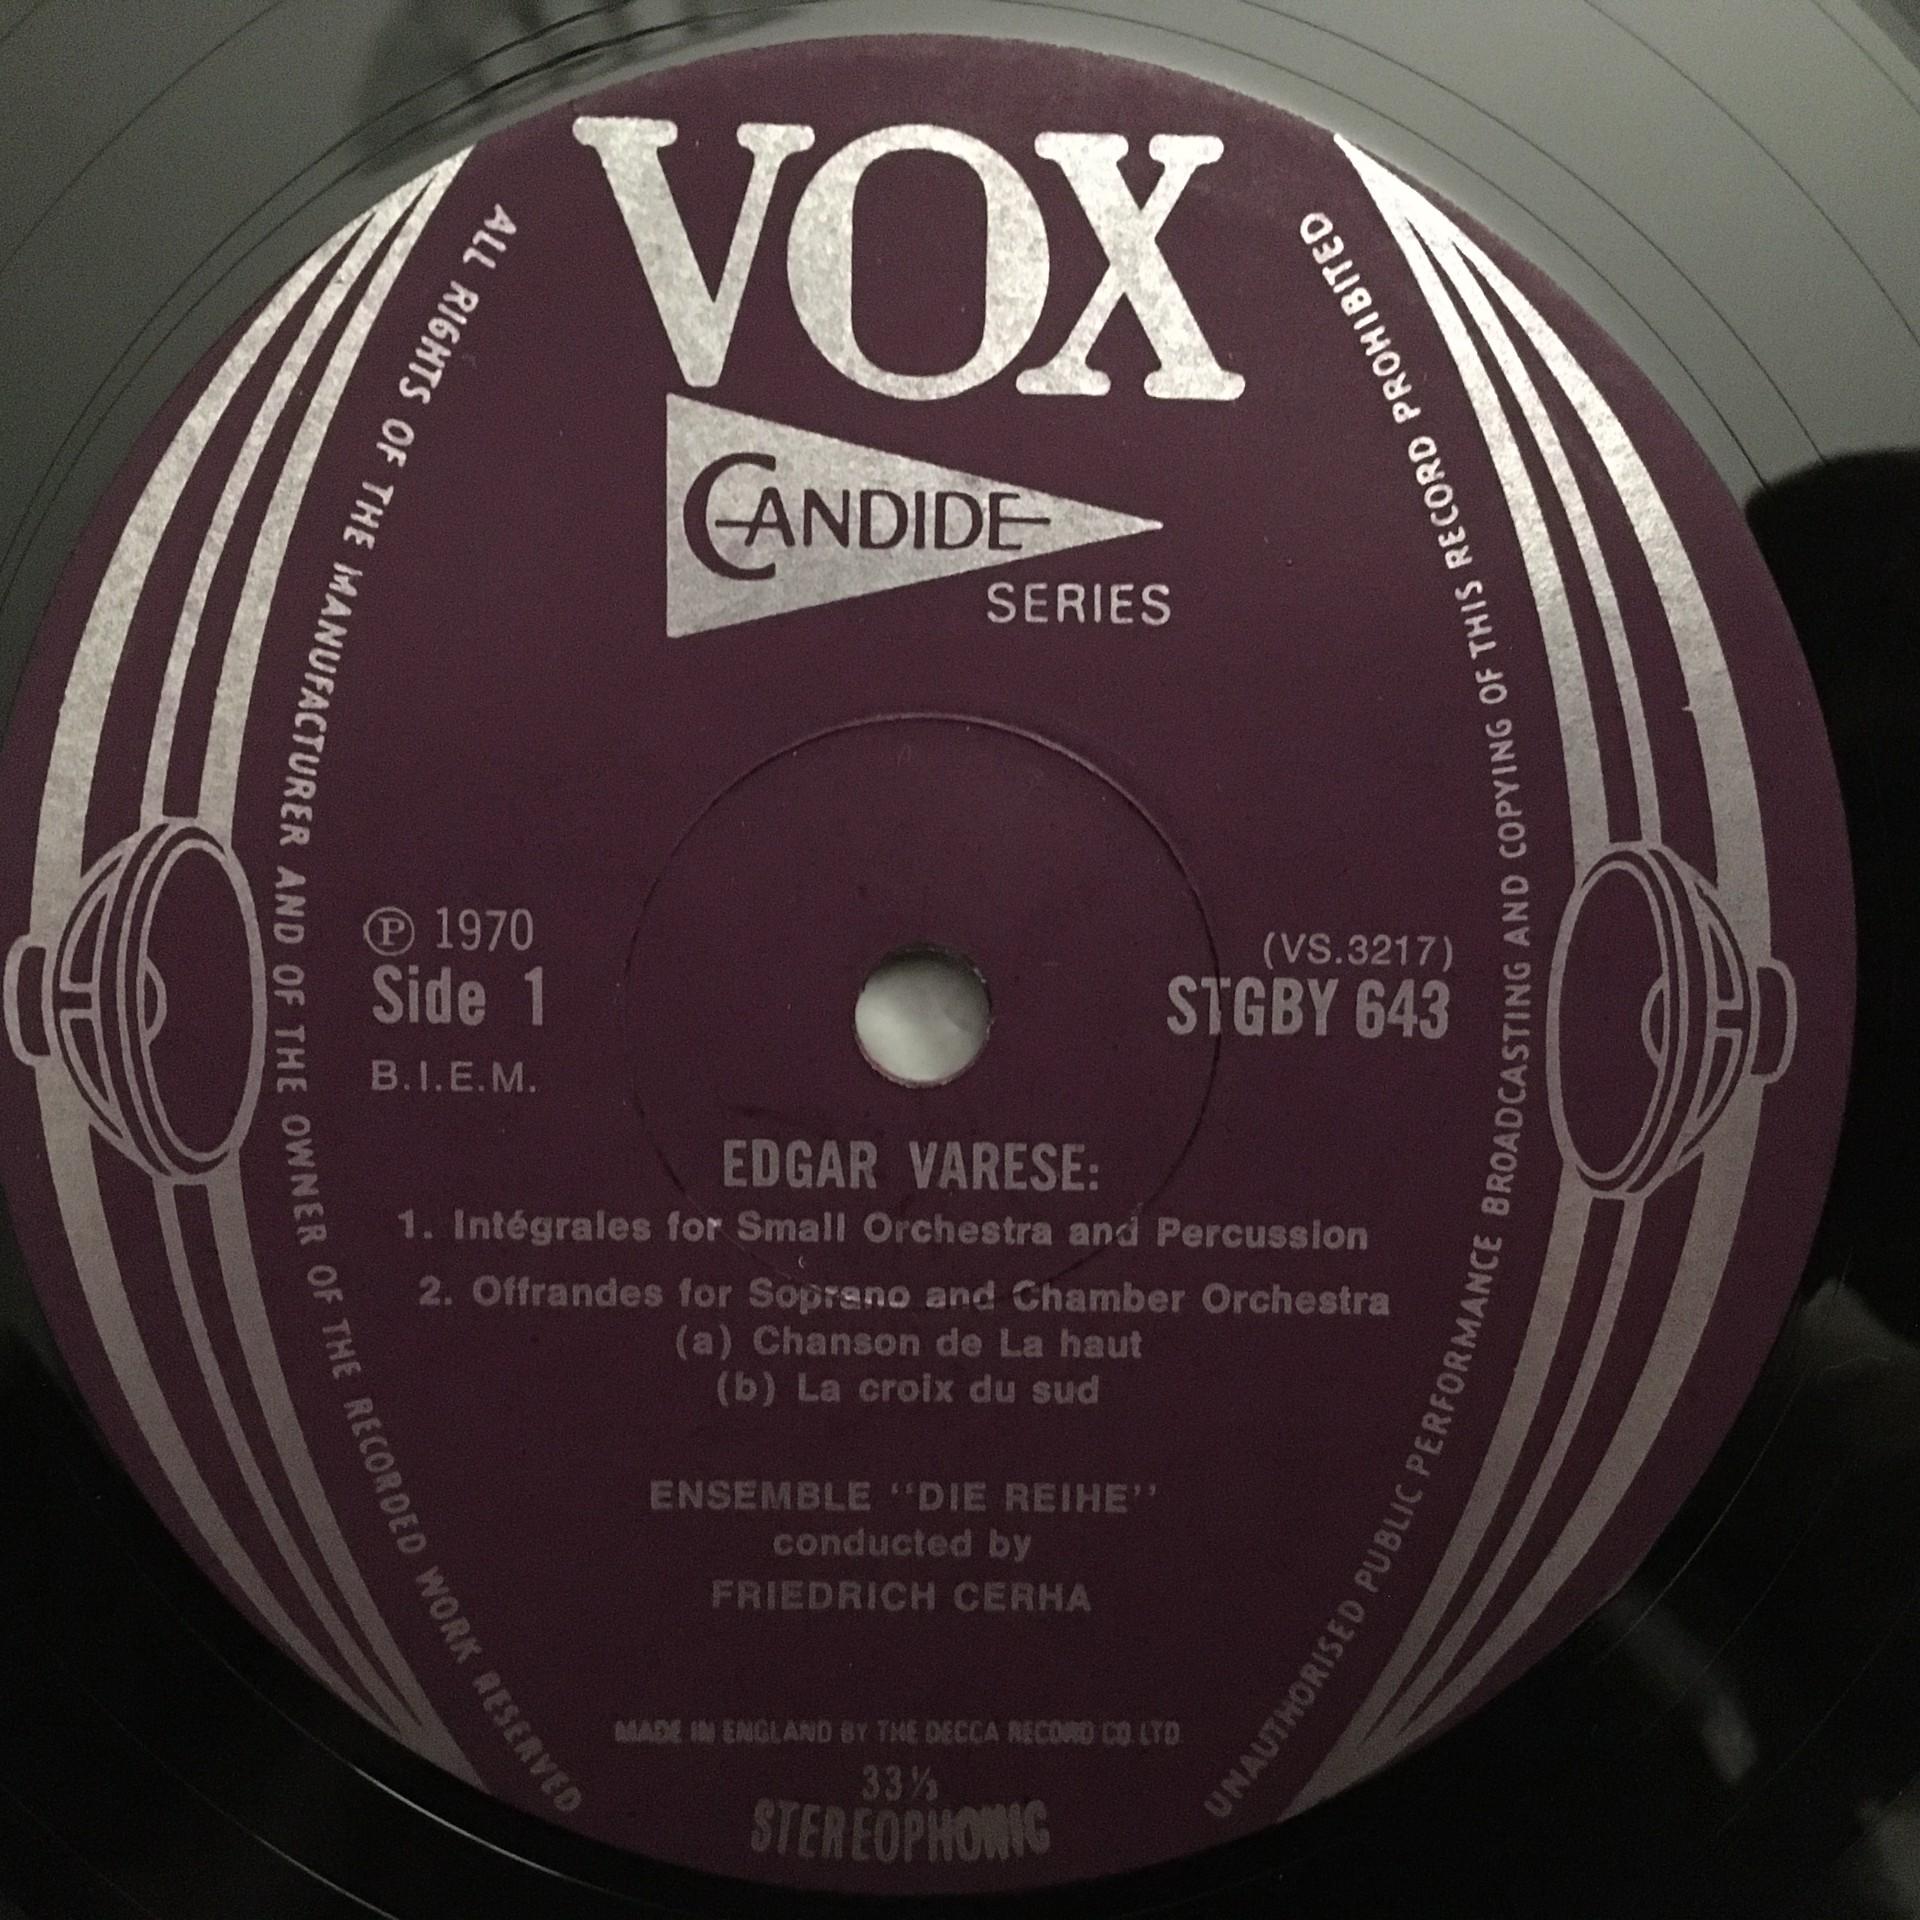 VOX
CANDIDE
SERIES
ALL RIGHTS OF THE MANUFACTURER AND OF THE OWNER OF THE RECORDED WORK RESERVED
UNAUTHORISED PUBLIC PERFORMANCE BROADCASTING AND COPYING OF THIS RECORD PROHIBITED
℗ 1970
Side 1
B.I.E.M.
(VS.3217)
STGBY 643
EDGAR VARESE:
1. Intégrales for Small Orchestra and Percussion
2. Offrandes for Soprano and Chamber Orchestra
(a) Chanson de La haut
(b) La croix du sud
ENSEMBLE "DIE REIHE"
conducted by
FRIEDRICH CERHA
MADE IN ENGLAND BY THE DECCA RECORD CO. LTD.
33⅓
STEREOPHONIC